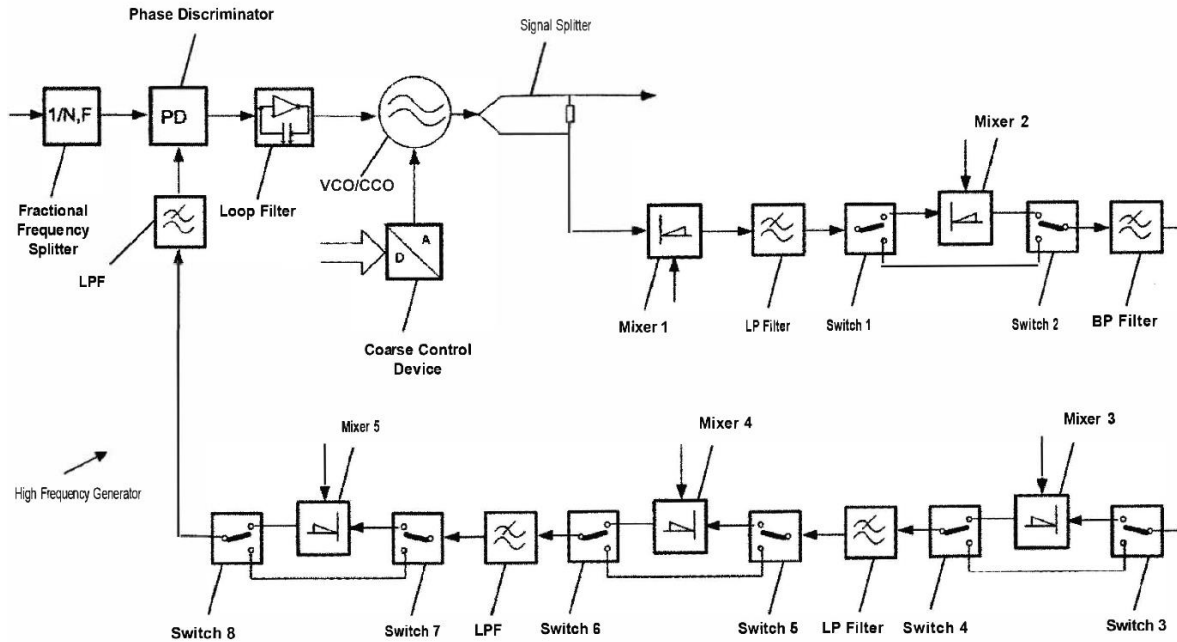 Phase Discriminator
Signal Splitter
1/N,F
PD
Mixer 2
VCO/CCO
Fractional
Frequency
Splitter
Loop Filter
LPF
A
D
Mixer 1
LP Filter
Switch 1
Switch 2
BP Filter
Coarse Control
Device
Mixer 5
Mixer 4
Mixer 3
High Frequency Generator
Switch 8
Switch 7
LPF
Switch 6
Switch 5
LP Filter
Switch 4
Switch 3